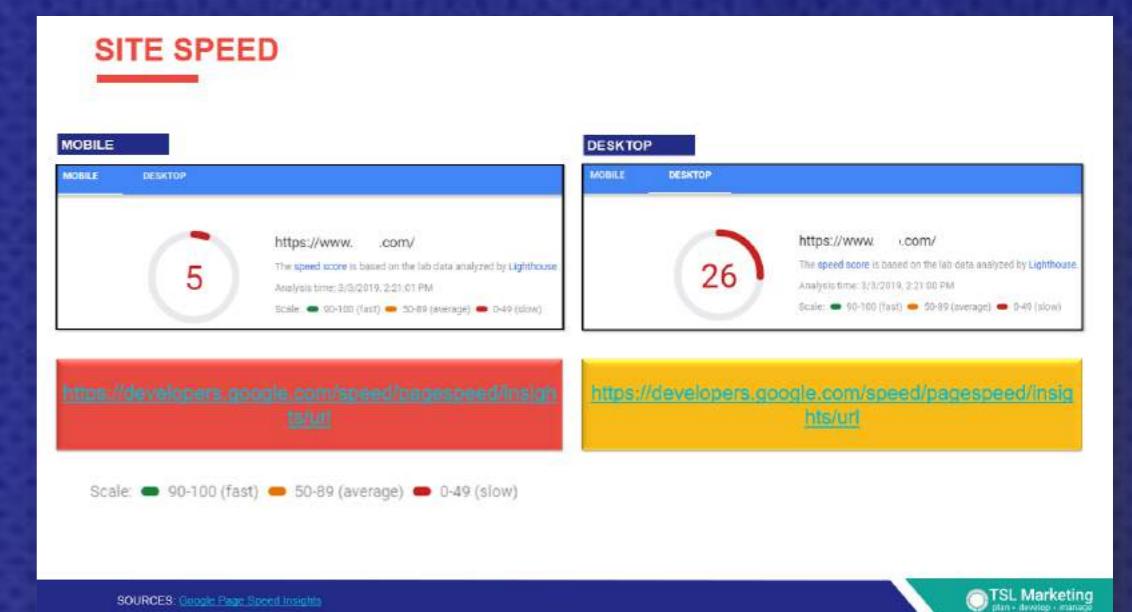 SITE SPEED
MOBILE
MOBILE DESKTOP
5
https://www. .com/
The speed score is based on the lab data analyzed by Lighthouse
Analysis time: 3/3/2019, 2:21:01 PM
Scale: 90-100 (fast) 50-89 (average) 0-49 (slow)
DESKTOP
MOBILE DESKTOP
26
https://www. .com/
The speed score is based on the lab data analyzed by Lighthouse.
Analysis time: 3/3/2019, 2:21:00 PM
Scale: 90-100 (fast) 50-89 (average) 0-49 (slow)
https://developers.google.com/speed/pagespeed/insigh
ts/url
https://developers.google.com/speed/pagespeed/insig
hts/url
Scale: 90-100 (fast) 50-89 (average) 0-49 (slow)
SOURCES: Google Page Speed Insights
TSL Marketing
plan - develop - manage